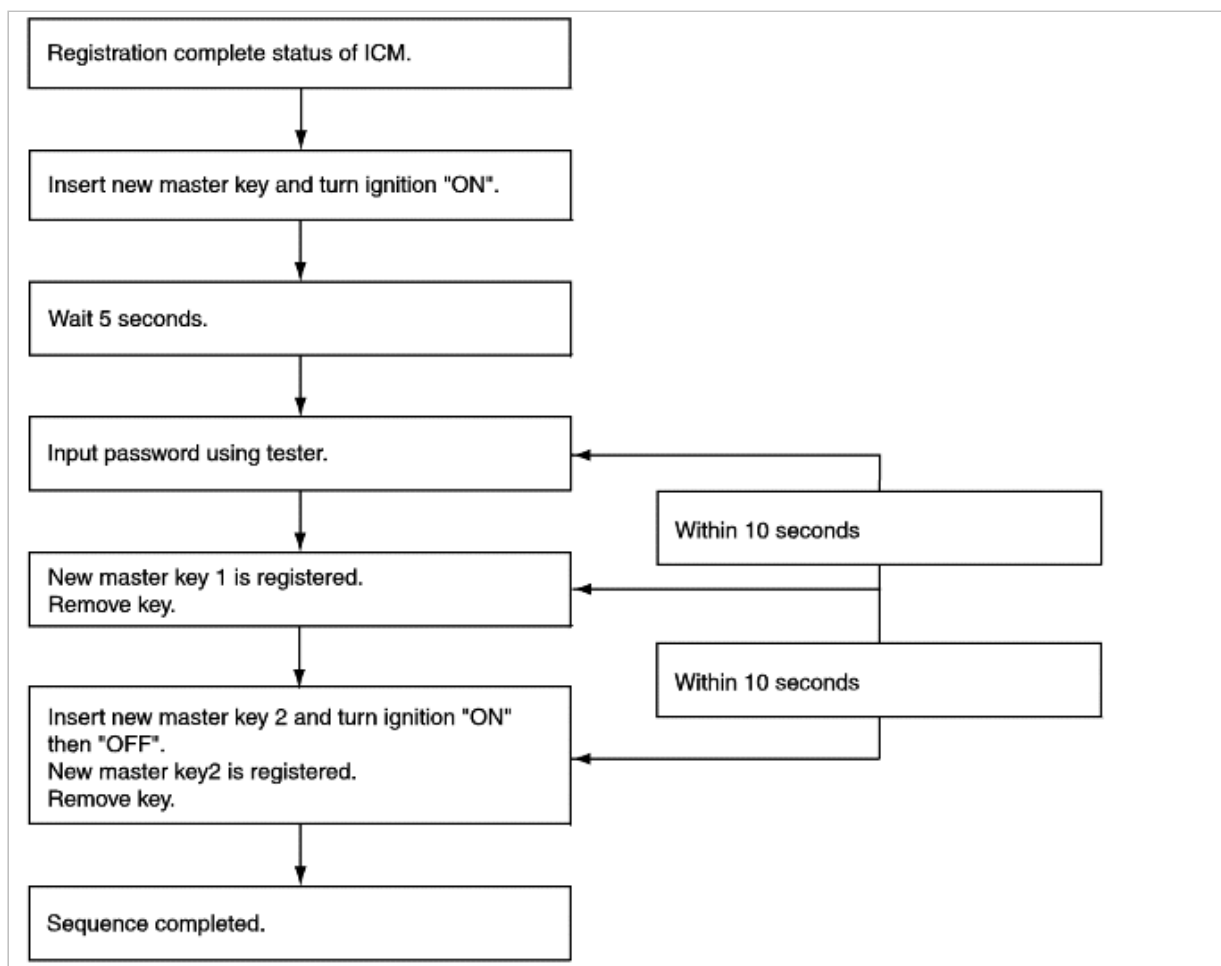 Registration complete status of ICM.
Insert new master key and turn ignition "ON".
Wait 5 seconds.
Input password using tester.
Within 10 seconds
New master key 1 is registered.
Remove key.
Within 10 seconds
Insert new master key 2 and turn ignition "ON"
then "OFF".
New master key2 is registered.
Remove key.
Sequence completed.